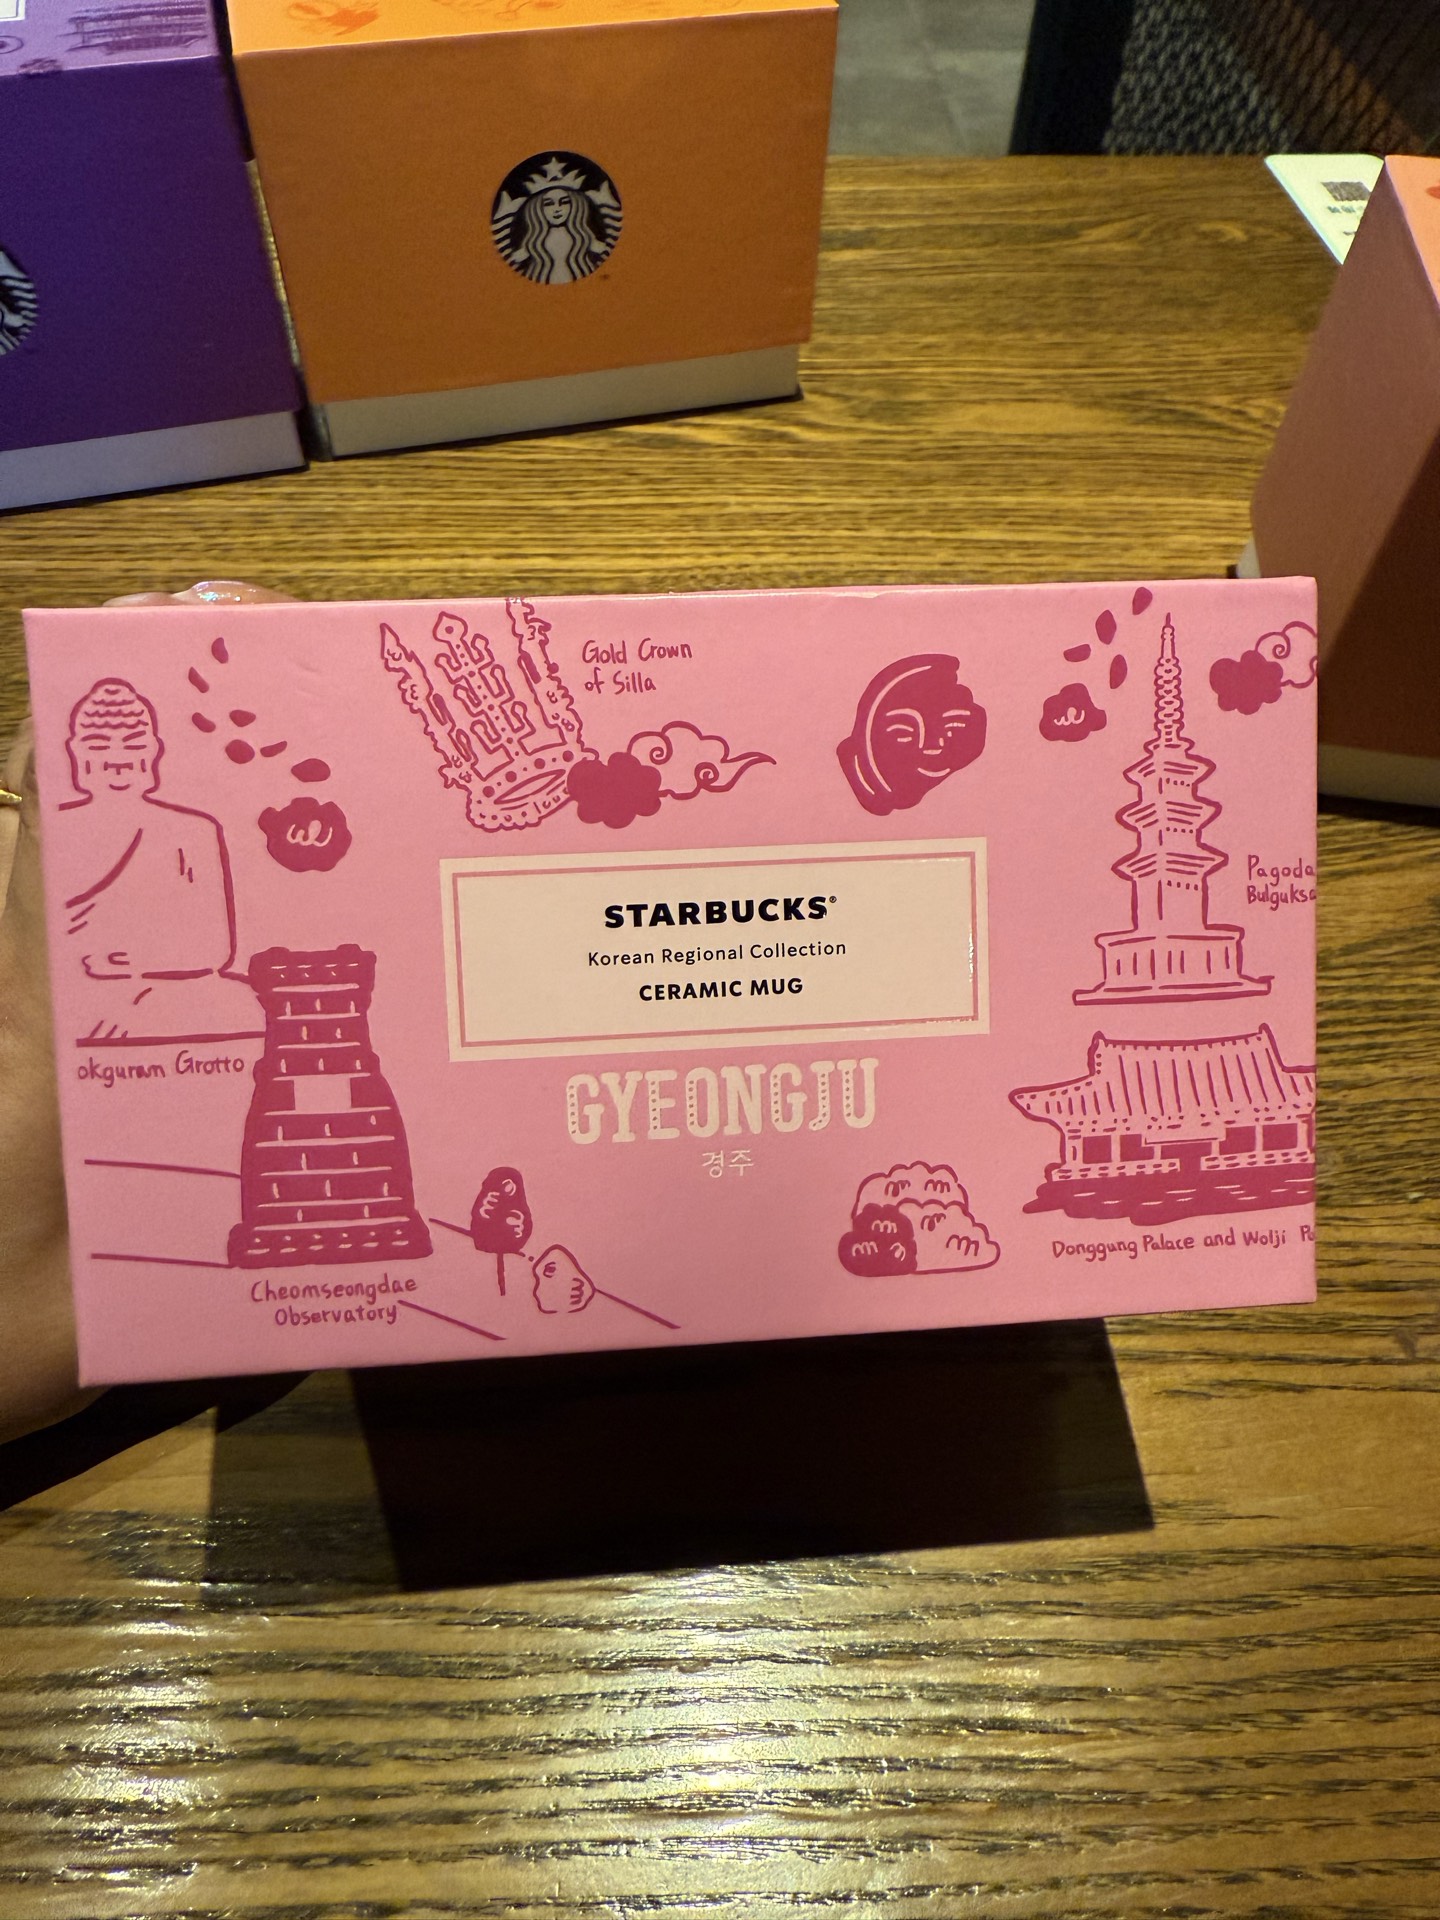 Gold Crown
of Silla
Pagoda
Bulguksa
STARBUCKS®
Korean Regional Collection
CERAMIC MUG
okguram Grotto
GYEONGJU
경주
Donggung Palace and Wolji Po
Cheomseongdae
Observatory